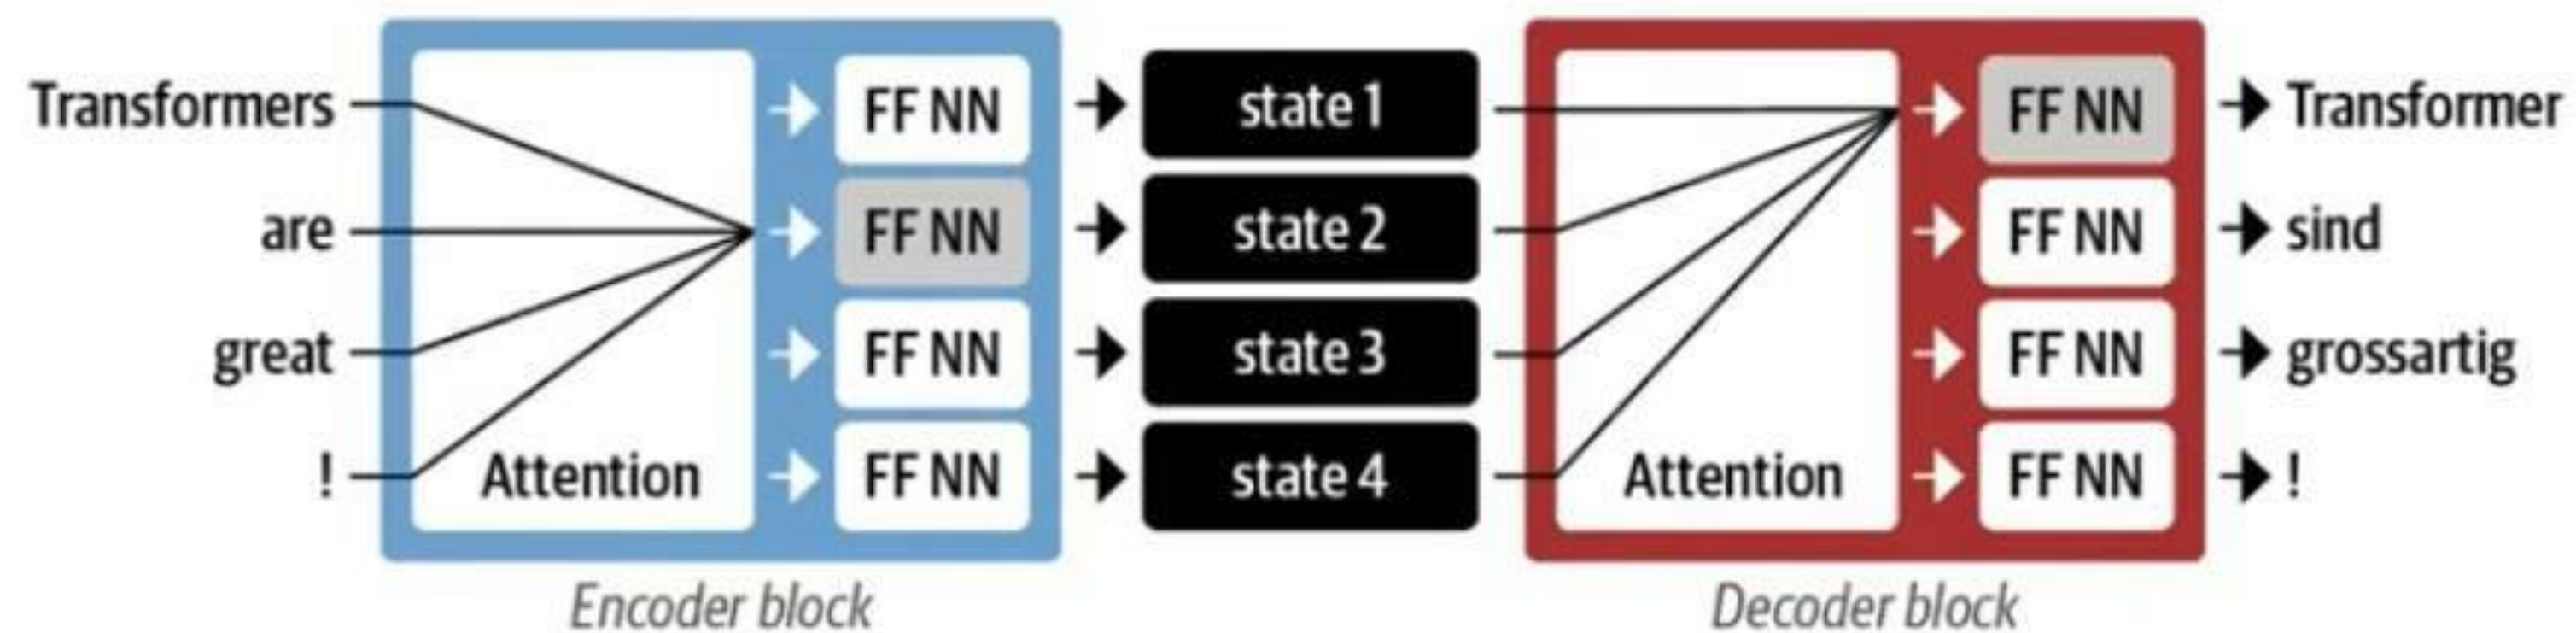 Transformers FF NN state 1 FF NN Transformer
are FF NN state 2 FF NN sind
great FF NN state 3 FF NN grossartig
! Attention FF NN state 4 Attention FF NN !
Encoder block Decoder block